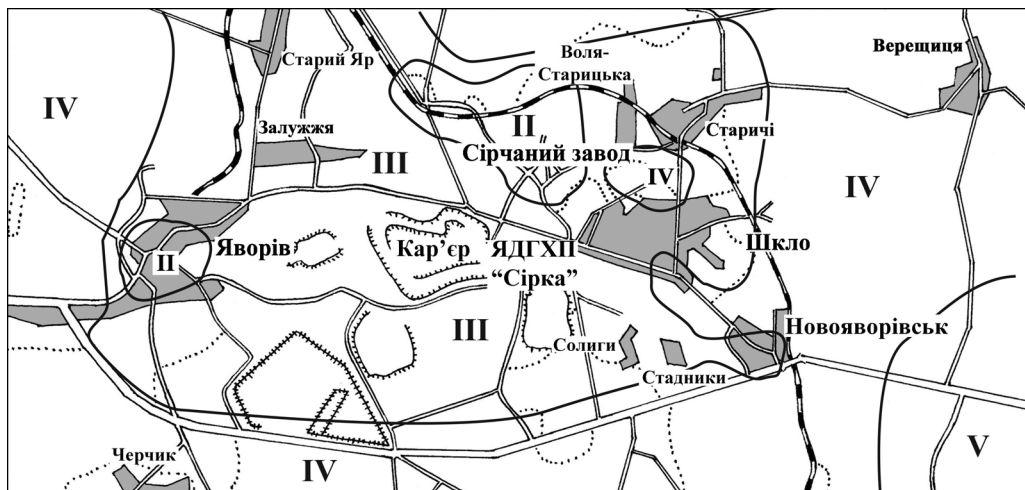 Старий Яр
Воля-
Старицька
Верещиця
IV
Залужжя
II
Старичі
III
Сірчаний завод
IV
IV
Яворів
II
Кар’єр
ЯДГХП
“Сірка”
Шкло
III
Солиги
Новояворівськ
Стадники
Черчик
IV
V